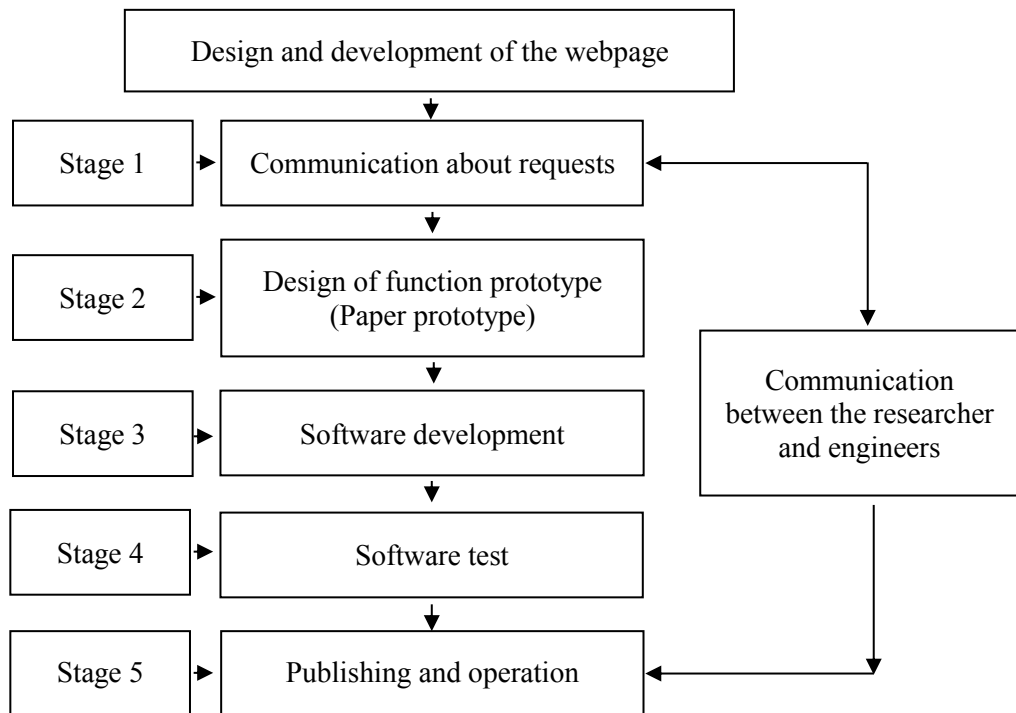 Design and development of the webpage
Stage 1
Communication about requests
Stage 2
Design of function prototype
(Paper prototype)
Communication
between the researcher
and engineers
Stage 3
Software development
Stage 4
Software test
Stage 5
Publishing and operation